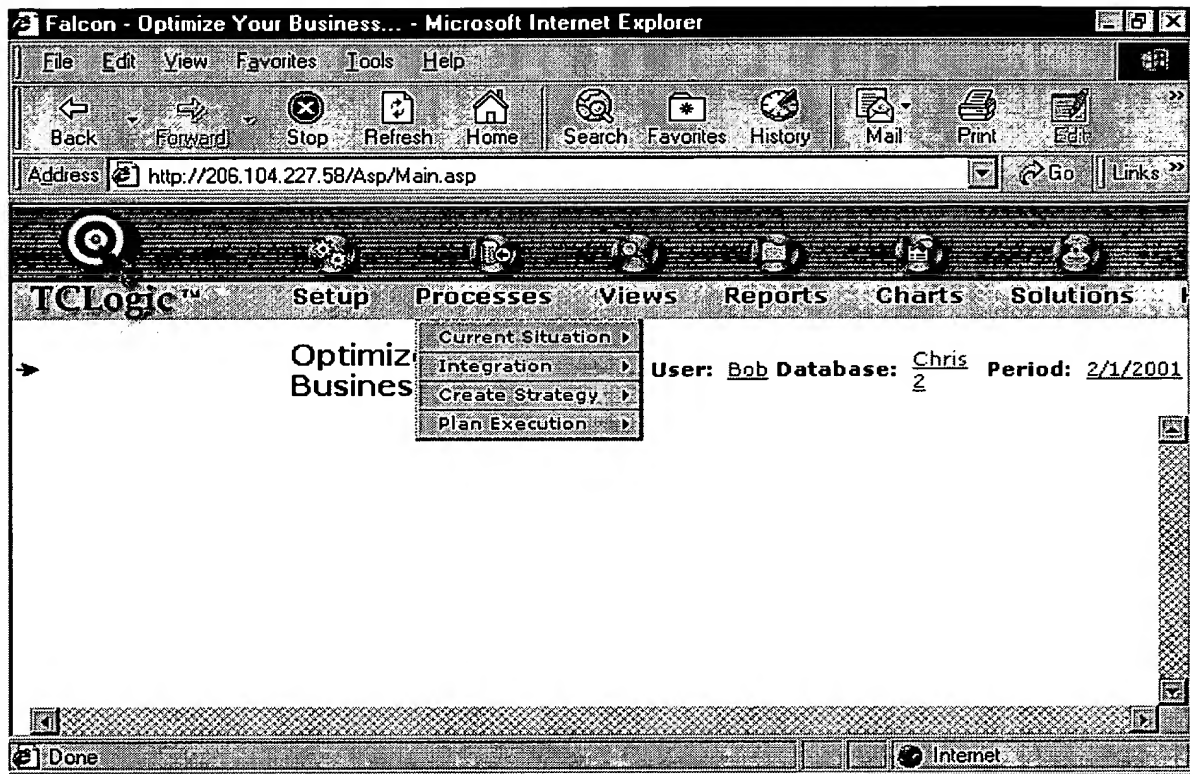 Falcon - Optimize Your Business... - Microsoft Internet Explorer
File Edit View Favorites Tools Help
Back Forward Stop Refresh Home Search Favorites History Mail Print Edit »
Address http://206.104.227.58/Asp/Main.asp Go Links »
TCLogic™ Setup Processes Views Reports Charts Solutions
Current Situation
Integration
Create Strategy
Plan Execution
Optimiz
Busines
User: Bob Database: Chris 2 Period: 2/1/2001
Done Internet